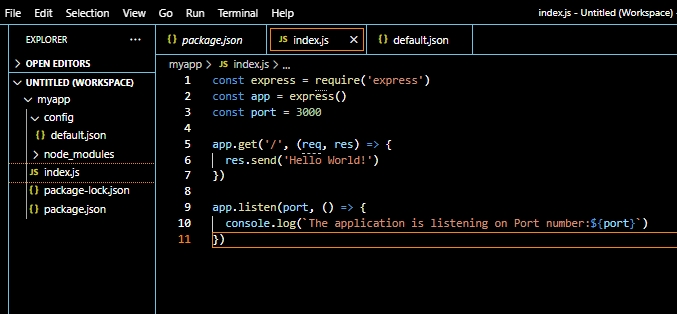 File Edit Selection View Go Run Terminal Help index.js - Untitled (Workspace) -
EXPLORER ...
{} package.json JS index.js × {} default.json
OPEN EDITORS
UNTITLED (WORKSPACE)
myapp
config
{} default.json
node_modules
JS index.js
{} package-lock.json
{} package.json
myapp > JS index.js > ...
1 const express = require('express')
2 const app = express()
3 const port = 3000
4
5 app.get('/', (req, res) => {
6 res.send('Hello World!')
7 })
8
9 app.listen(port, () => {
10 console.log(`The application is listening on Port number:${port}`)
11 })